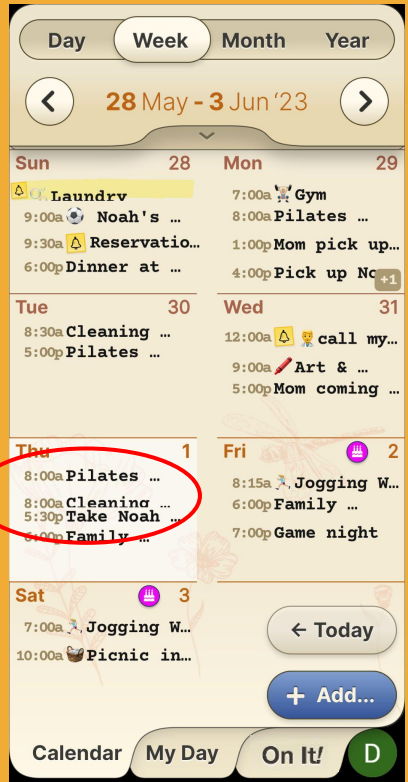 Day Week Month Year
28 May - 3 Jun '23
Sun 28
Laundry
9:00a Noah's …
9:30a Reservatio…
6:00p Dinner at …
Mon 29
7:00a Gym
8:00a Pilates …
1:00p Mom pick up…
4:00p Pick up No
+1
Tue 30
8:30a Cleaning …
5:00p Pilates …
Wed 31
12:00a call my…
9:00a Art & …
5:00p Mom coming …
Thu 1
8:00a Pilates …
8:00a Cleaning …
5:30p Take Noah …
6:00p Family …
Fri 2
8:15a Jogging W…
6:00p Family …
7:00p Game night
Sat 3
7:00a Jogging W…
10:00a Picnic in…
← Today
+ Add...
Calendar My Day On It! D